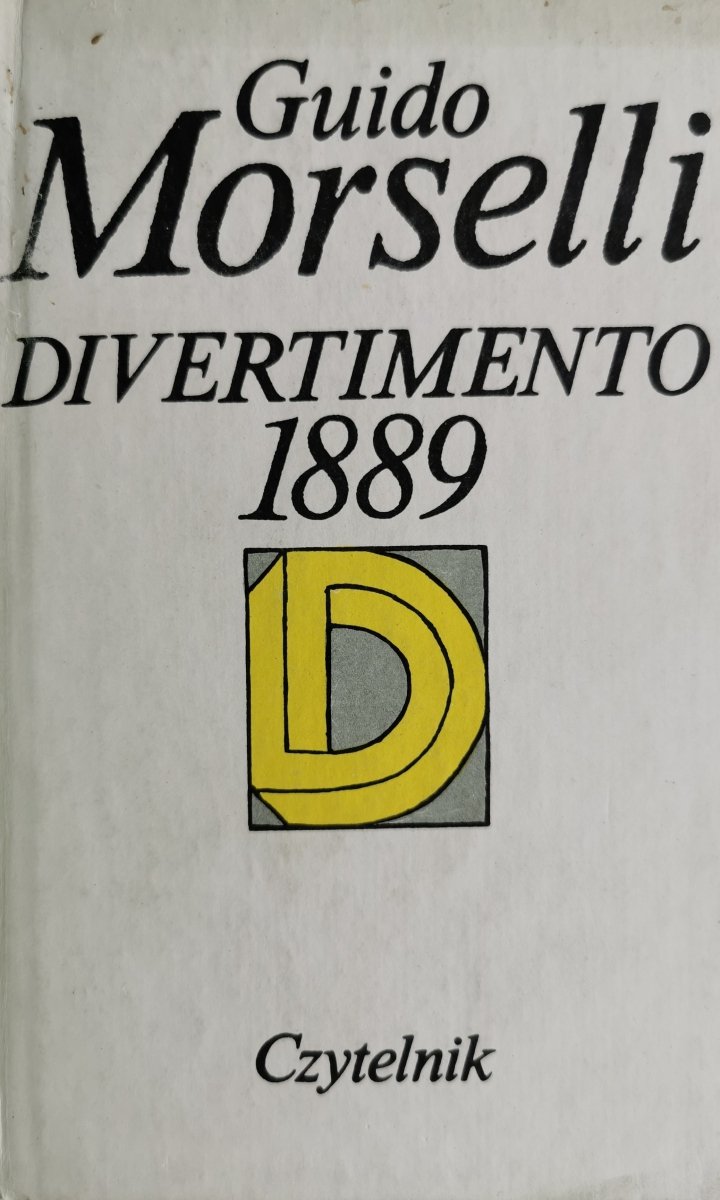 Guido
Morselli
DIVERTIMENTO
1889
D
Czytelnik